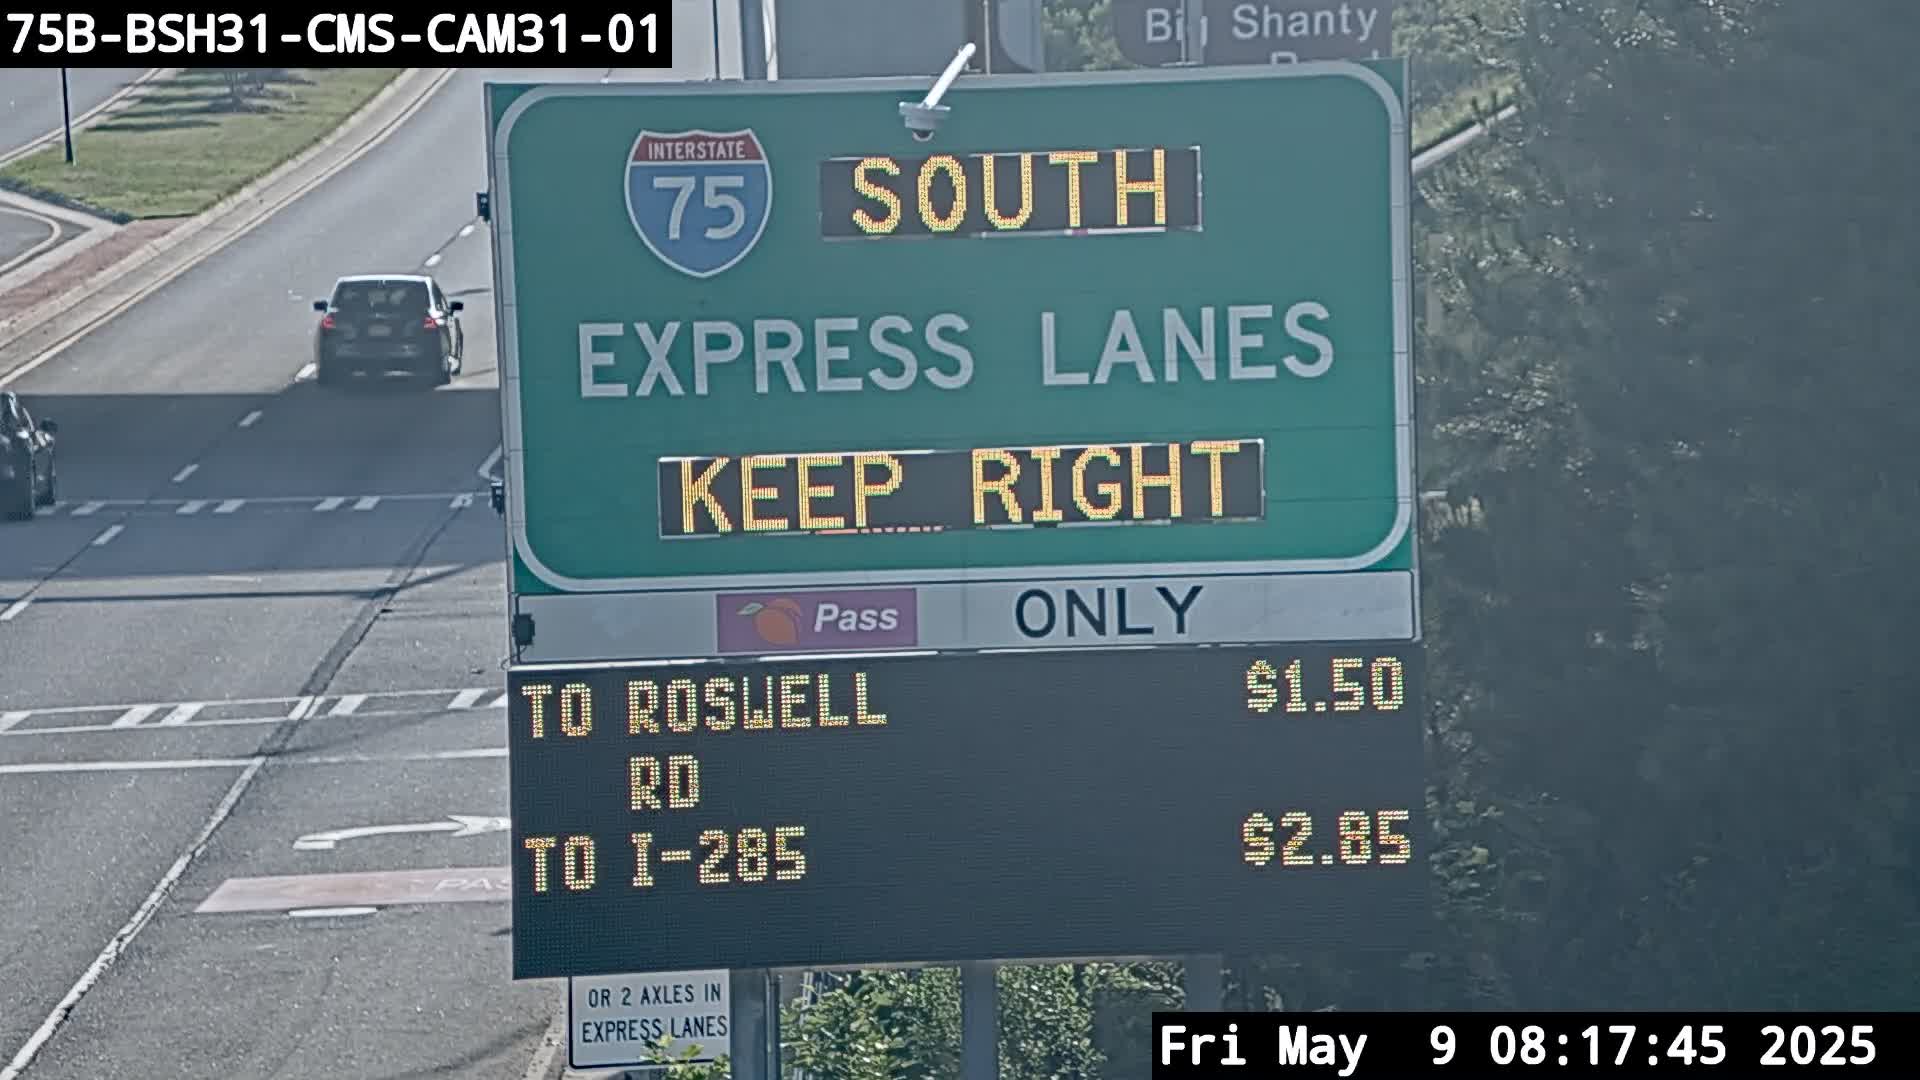 75B-BSH31-CMS-CAM31-01
Big Shanty
INTERSTATE
75
SOUTH
EXPRESS LANES
KEEP RIGHT
Pass ONLY
TO ROSWELL $1.50
RD
TO I-285 $2.85
OR 2 AXLES IN
EXPRESS LANES
Fri May 9 08:17:45 2025